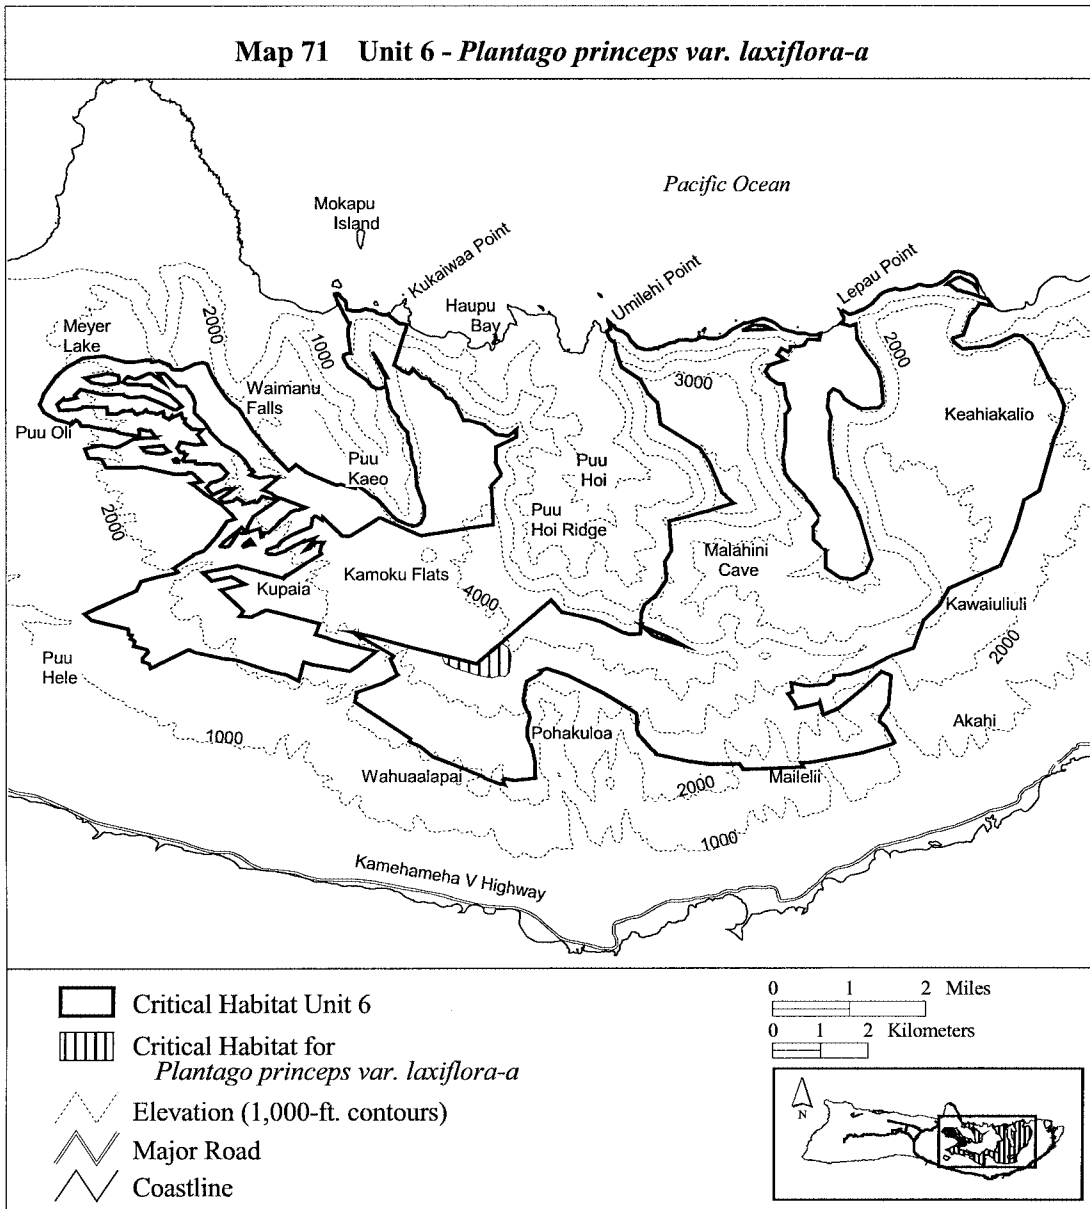 Map 71 Unit 6 - Plantago princeps var. laxiflora-a
Pacific Ocean
Mokapu
Island
Kukaiwaa Point
Haupu
Bay
Umilehi Point
Lepau Point
Meyer
Lake
2000
1000
2000
3000
Waimanu
Falls
Keahiakalio
Puu Oli
Puu
Kaeo
Puu
Hoi
2000
Puu
Hoi Ridge
Malahini
Cave
Kupaia
Kamoku Flats
4000
Kawaiuliuli
2000
Puu
Hele
Akahi
1000
Pohakuloa
Wahuaalapai
2000
Mailelii
1000
Kamehameha V Highway
Critical Habitat Unit 6
Critical Habitat for
Plantago princeps var. laxiflora-a
Elevation (1,000-ft. contours)
Major Road
Coastline
0 1 2 Miles
0 1 2 Kilometers
N